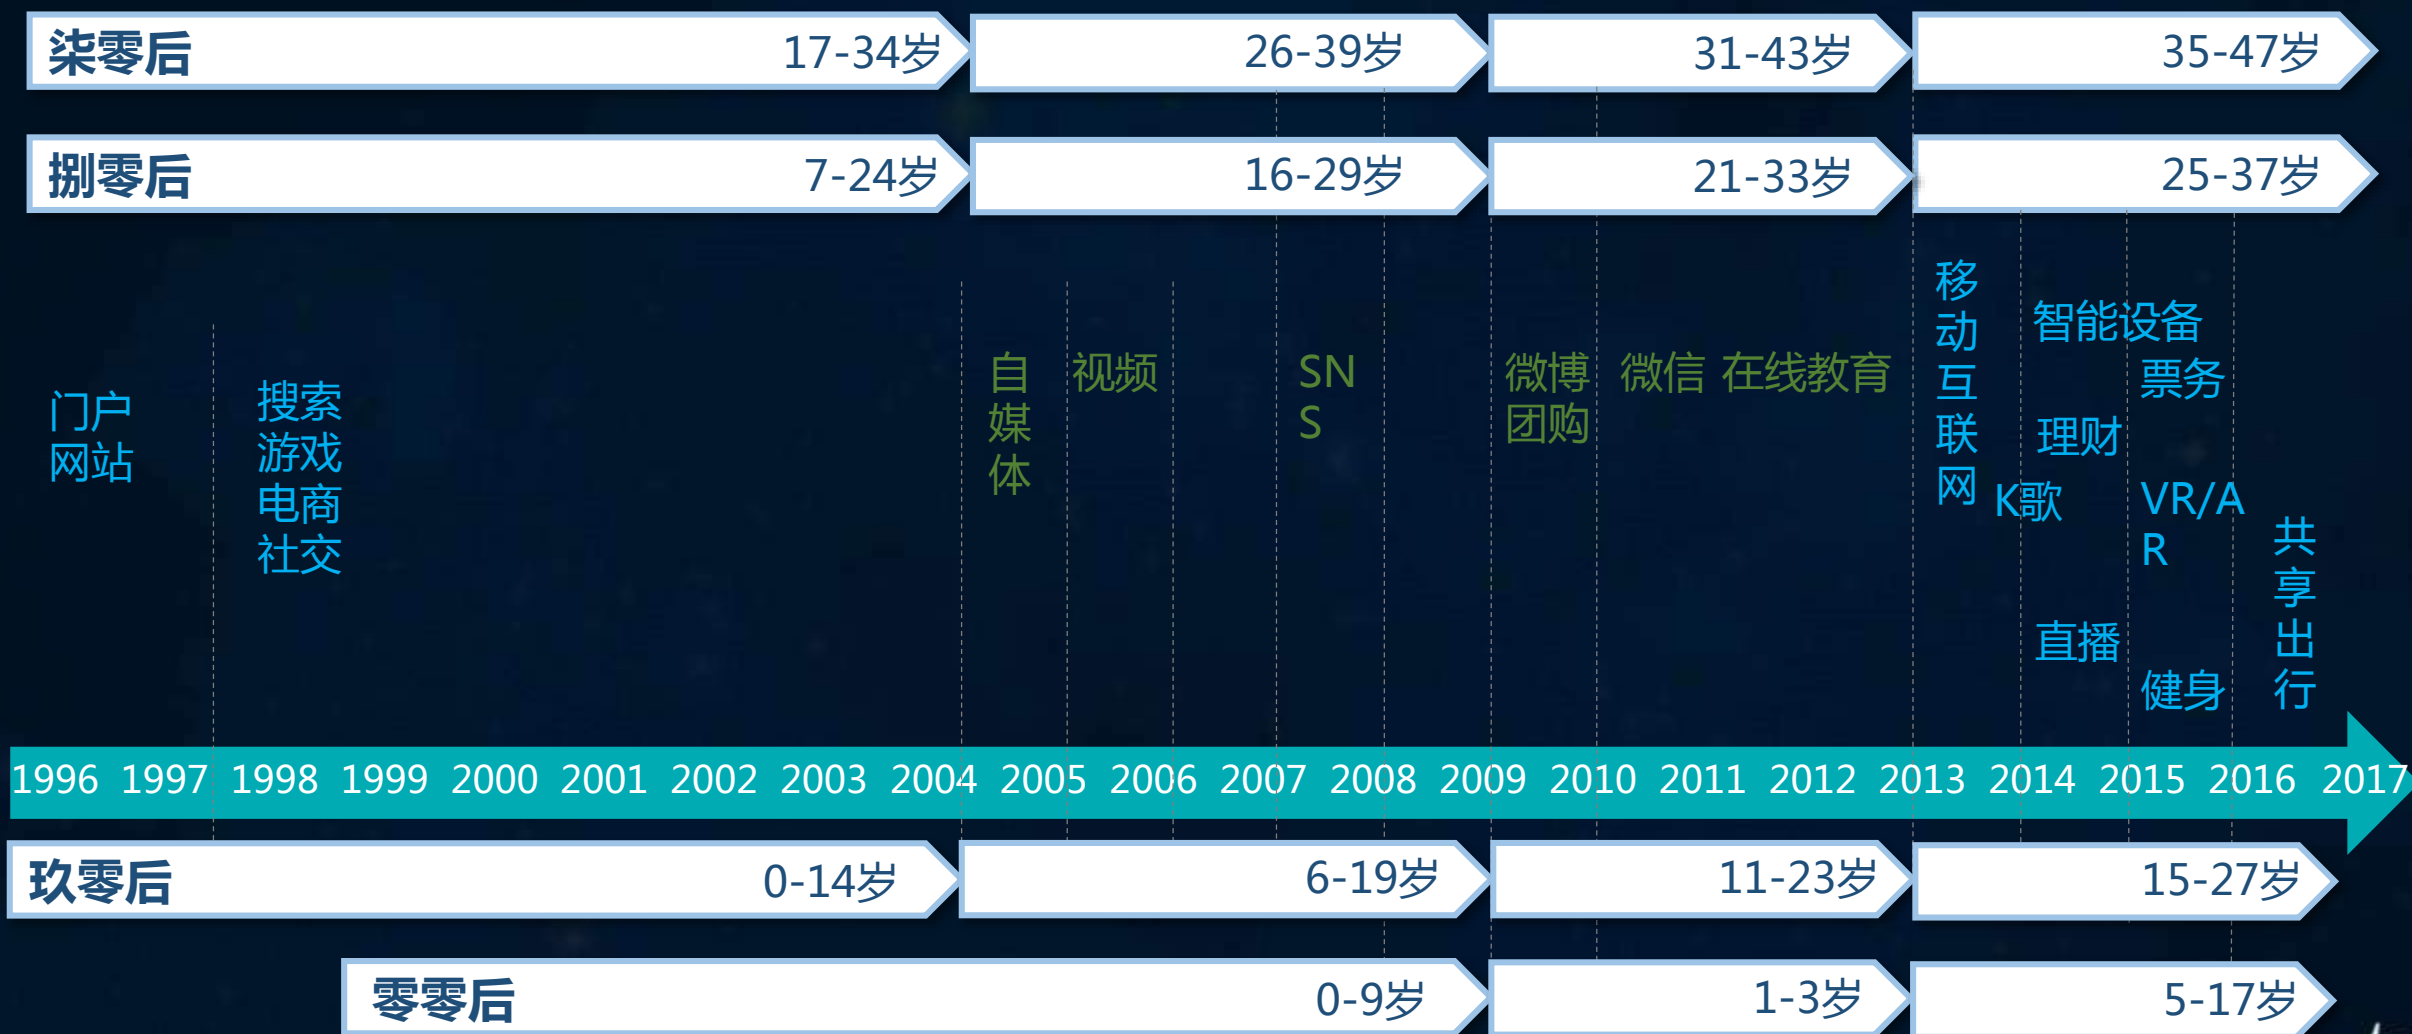 柒零后 17-34岁 26-39岁 31-43岁 35-47岁
捌零后 7-24岁 16-29岁 21-33岁 25-37岁
门户
网站
搜索
游戏
电商
社交
自
媒
体
视频
SN
S
微博
团购
微信
在线教育
移
动
互
联
网
智能设备
票务
理财
K歌
VR/A
R
直播
健身
共
享
出
行
1996 1997 1998 1999 2000 2001 2002 2003 2004 2005 2006 2007 2008 2009 2010 2011 2012 2013 2014 2015 2016 2017
玖零后 0-14岁 6-19岁 11-23岁 15-27岁
零零后 0-9岁 1-3岁 5-17岁